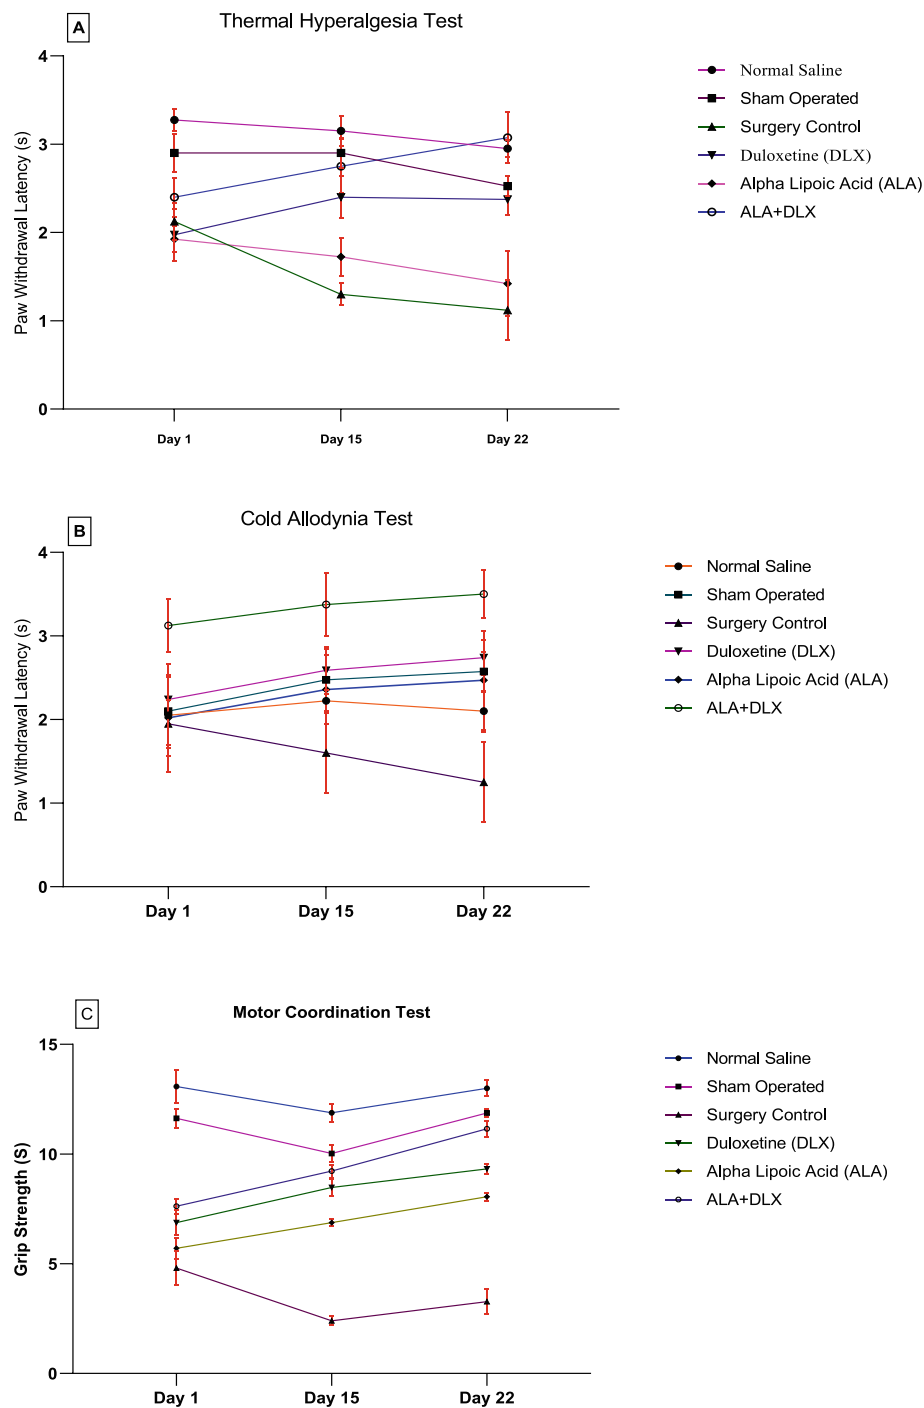 A
Thermal Hyperalgesia Test
Paw Withdrawal Latency (s)
4
3
2
1
0
Day 1
Day 15
Day 22
Normal Saline
Sham Operated
Surgery Control
Duloxetine (DLX)
Alpha Lipoic Acid (ALA)
ALA+DLX
B
Cold Allodynia Test
Paw Withdrawal Latency (s)
4
3
2
1
0
Day 1
Day 15
Day 22
Normal Saline
Sham Operated
Surgery Control
Duloxetine (DLX)
Alpha Lipoic Acid (ALA)
ALA+DLX
C
Motor Coordination Test
Grip Strength (S)
15
10
5
0
Day 1
Day 15
Day 22
Normal Saline
Sham Operated
Surgery Control
Duloxetine (DLX)
Alpha Lipoic Acid (ALA)
ALA+DLX